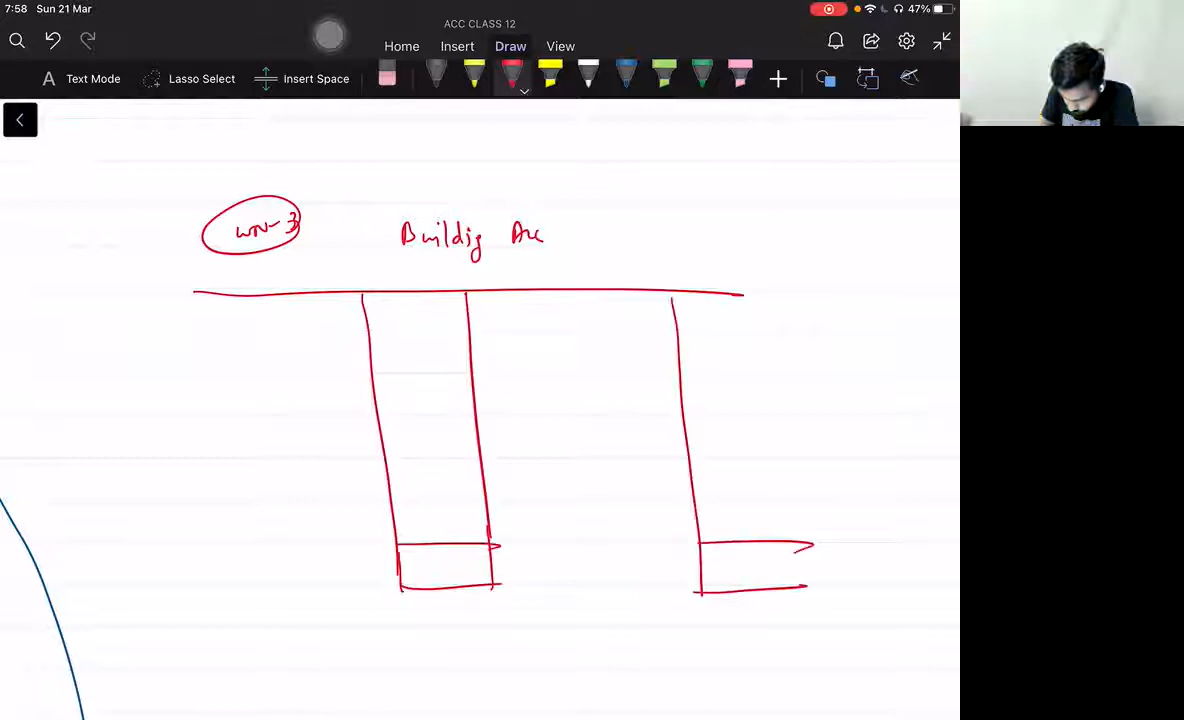 7:58 Sun 21 Mar
47%
ACC CLASS 12
Home Insert Draw View
A Text Mode Lasso Select Insert Space
WN-3 Buildig Acc